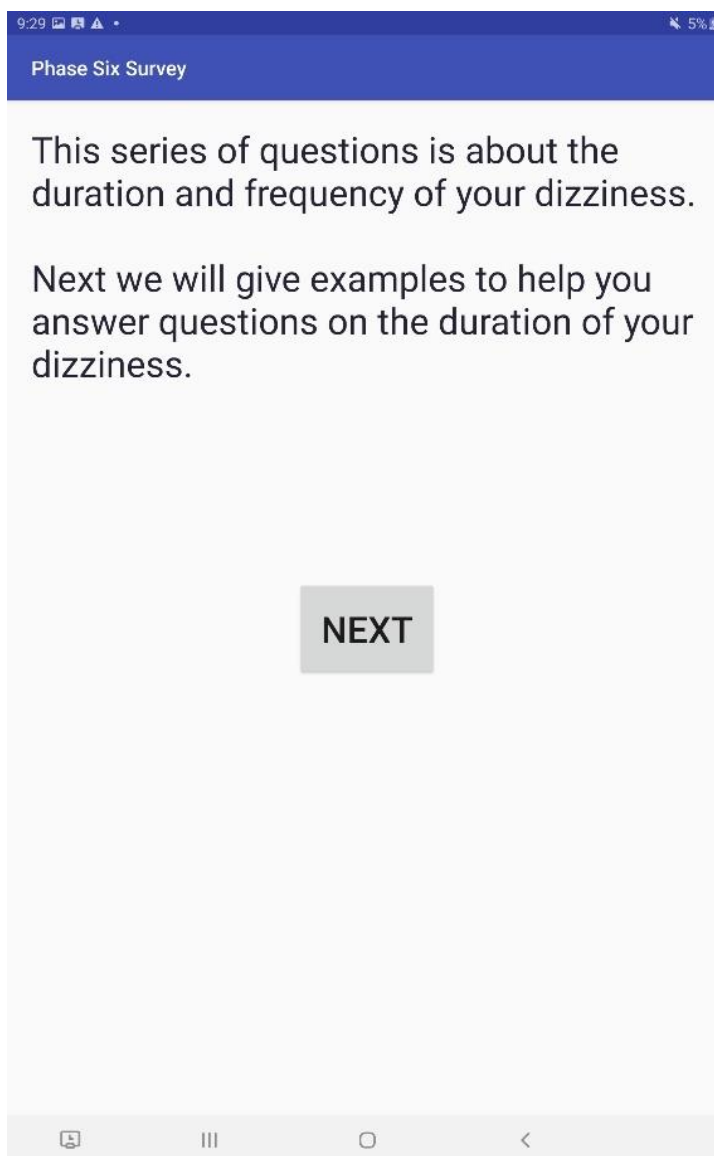 9:29
5%
Phase Six Survey
This series of questions is about the
duration and frequency of your dizziness.
Next we will give examples to help you
answer questions on the duration of your
dizziness.
NEXT